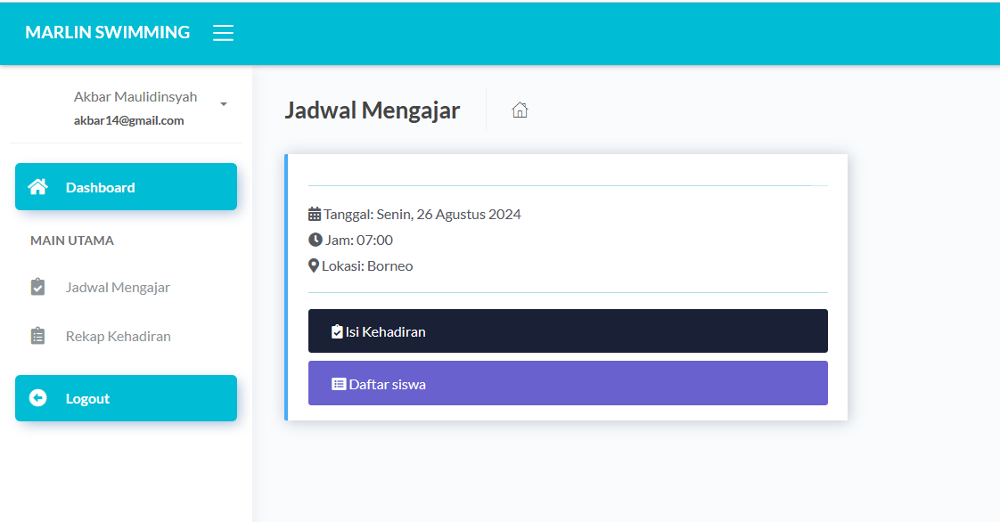 MARLIN SWIMMING
Akbar Maulidinsyah
akbar14@gmail.com
Dashboard
MAIN UTAMA
Jadwal Mengajar
Rekap Kehadiran
Logout
Jadwal Mengajar
Tanggal: Senin, 26 Agustus 2024
Jam: 07:00
Lokasi: Borneo
Isi Kehadiran
Daftar siswa